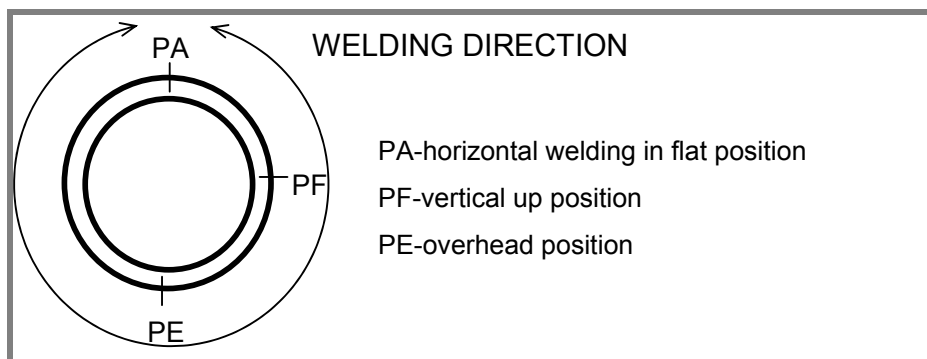 PA
WELDING DIRECTION
PA-horizontal welding in flat position
PF
PF-vertical up position
PE-overhead position
PE